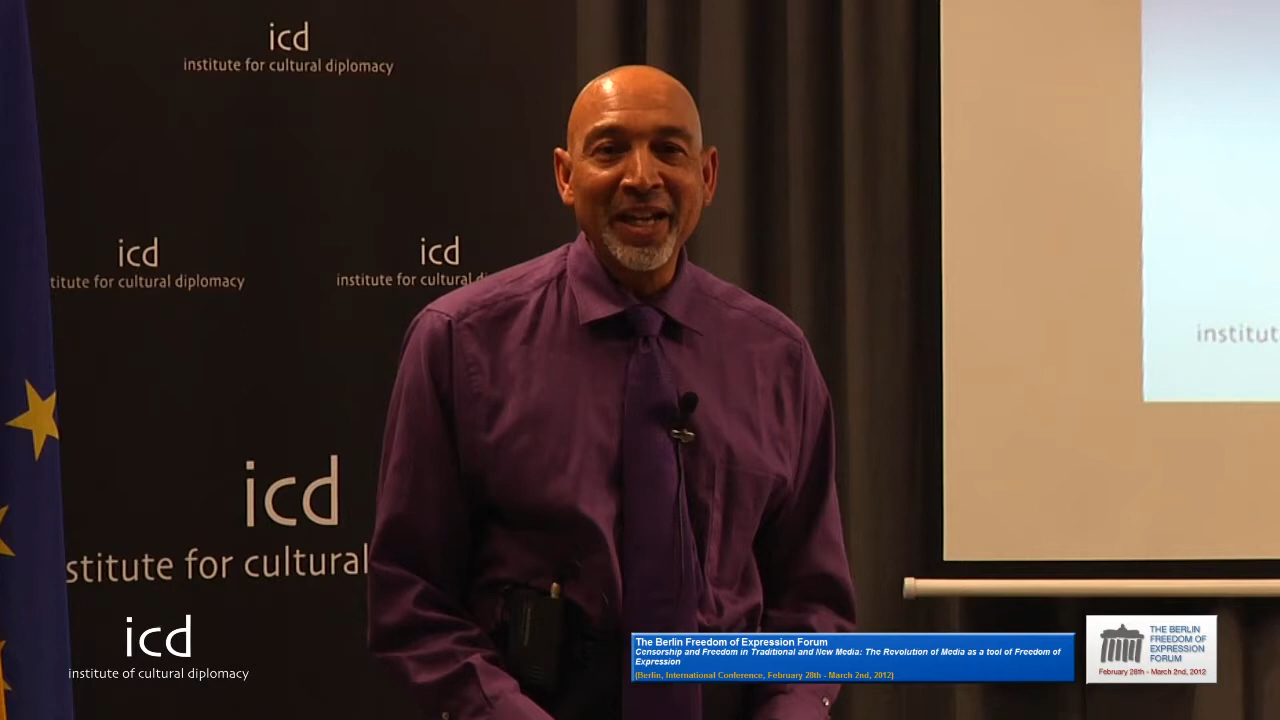 icd
institute for cultural diplomacy
icd
titute for cultural diplomacy
icd
institute for cultural di
institut
icd
stitute for cultural
icd
institute of cultural diplomacy
The Berlin Freedom of Expression Forum
Censorship and Freedom in Traditional and New Media: The Revolution of Media as a tool of Freedom of
Expression
(Berlin, International Conference, February 28th - March 2nd, 2012)
THE BERLIN
FREEDOM OF
EXPRESSION
FORUM
February 28th - March 2nd, 2012